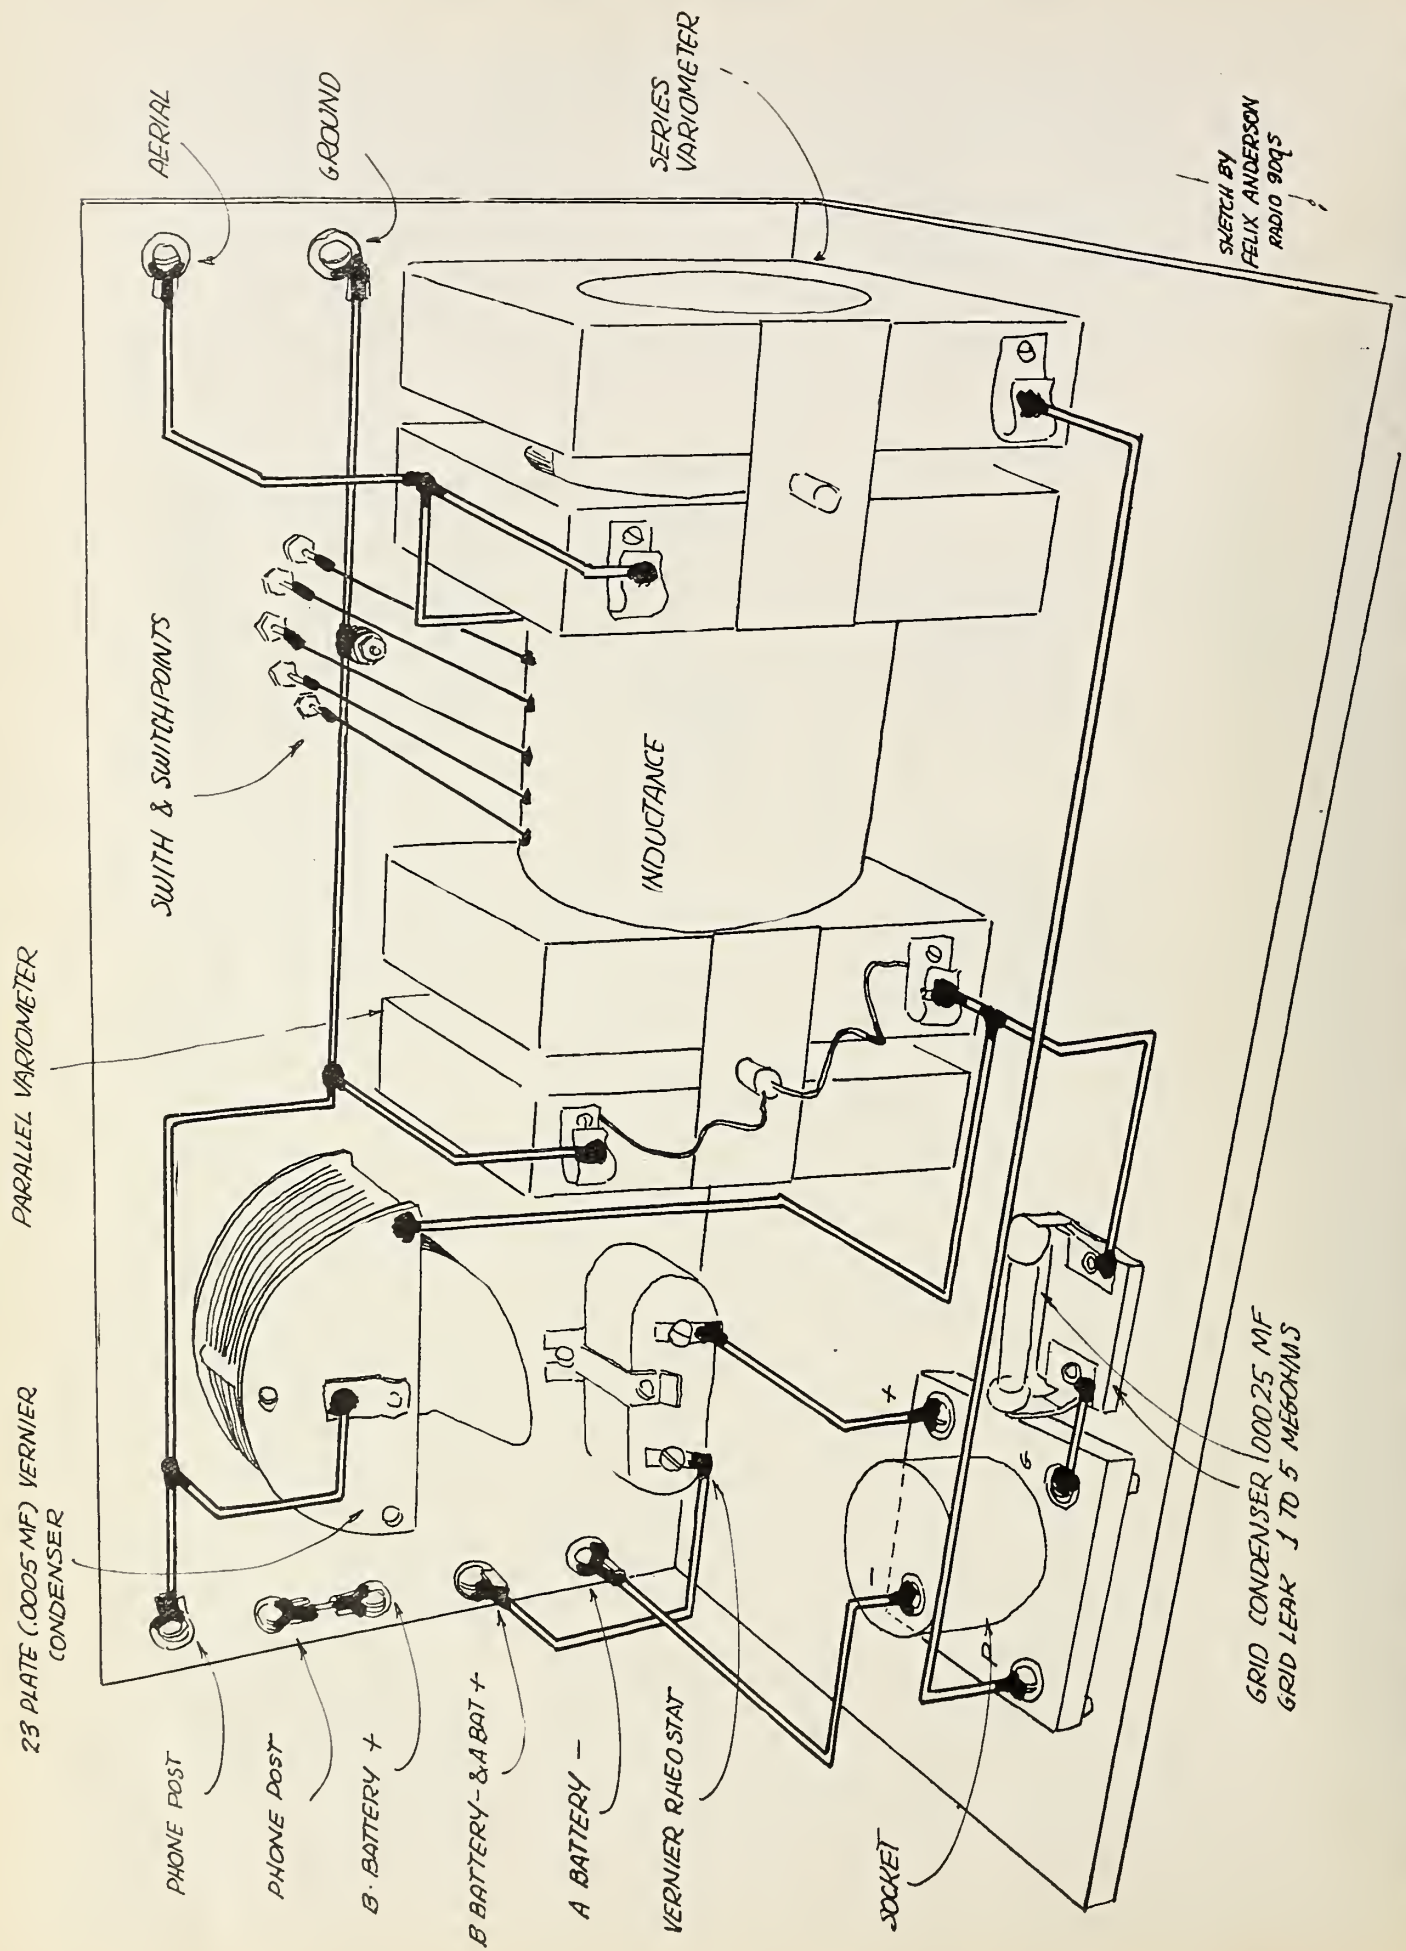 23 PLATE (.0005 MF) VERNIER
CONDENSER
PARALLEL VARIOMETER
SWITH & SWITCHPOINTS
AERIAL
GROUND
SERIES
VARIOMETER
PHONE POST
PHONE POST
B. BATTERY +
B BATTERY - & A BAT +
A BATTERY -
VERNIER RHEOSTAT
SOCKET
INDUCTANCE
+
-
G
P
GRID CONDENSER .00025 MF
GRID LEAK 1 TO 5 MEGOHMS
SKETCH BY
FELIX ANDERSON
RADIO 9DQS